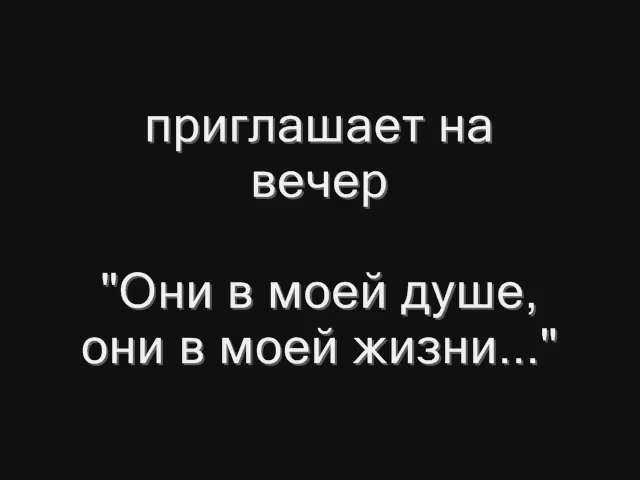 приглашает на
вечер
"Они в моей душе,
они в моей жизни..."